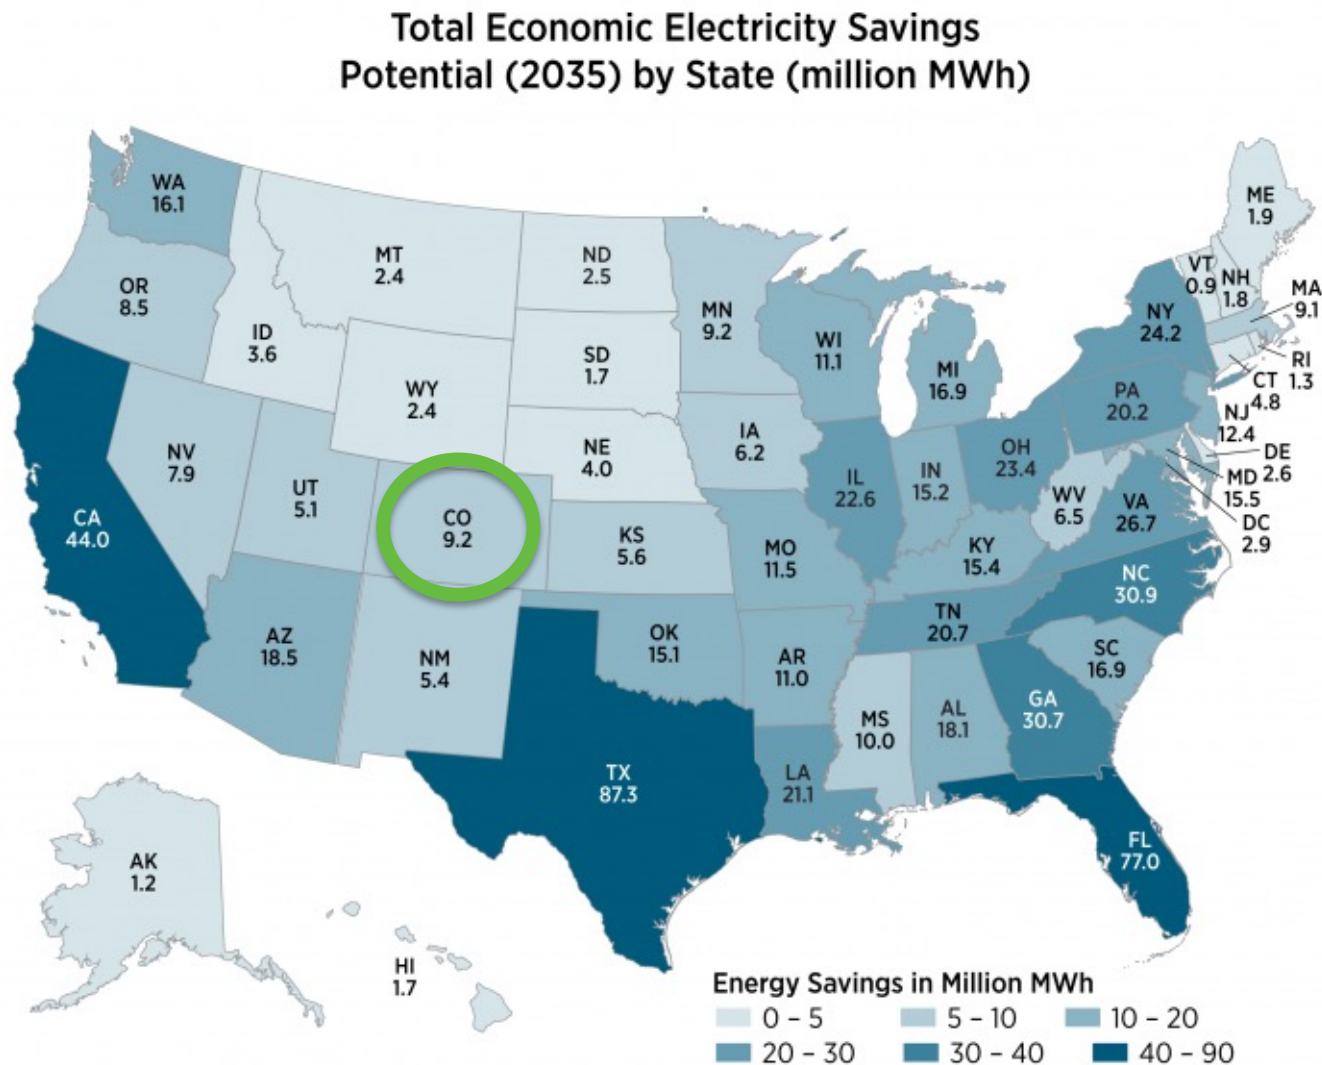 Total Economic Electricity Savings
Potential (2035) by State (million MWh)
WA
16.1
OR
8.5
ID
3.6
MT
2.4
ND
2.5
MN
9.2
WI
11.1
MI
16.9
NY
24.2
VT
0.9
NH
1.8
ME
1.9
MA
9.1
RI
1.3
CT
4.8
NJ
12.4
DE
2.6
MD
15.5
DC
2.9
PA
20.2
OH
23.4
IN
15.2
IL
22.6
IA
6.2
SD
1.7
WY
2.4
NE
4.0
NV
7.9
UT
5.1
CO
9.2
KS
5.6
MO
11.5
KY
15.4
WV
6.5
VA
26.7
NC
30.9
TN
20.7
SC
16.9
CA
44.0
AZ
18.5
NM
5.4
OK
15.1
AR
11.0
MS
10.0
AL
18.1
GA
30.7
LA
21.1
TX
87.3
FL
77.0
AK
1.2
HI
1.7
Energy Savings in Million MWh
0 – 5
5 – 10
10 – 20
20 – 30
30 – 40
40 – 90